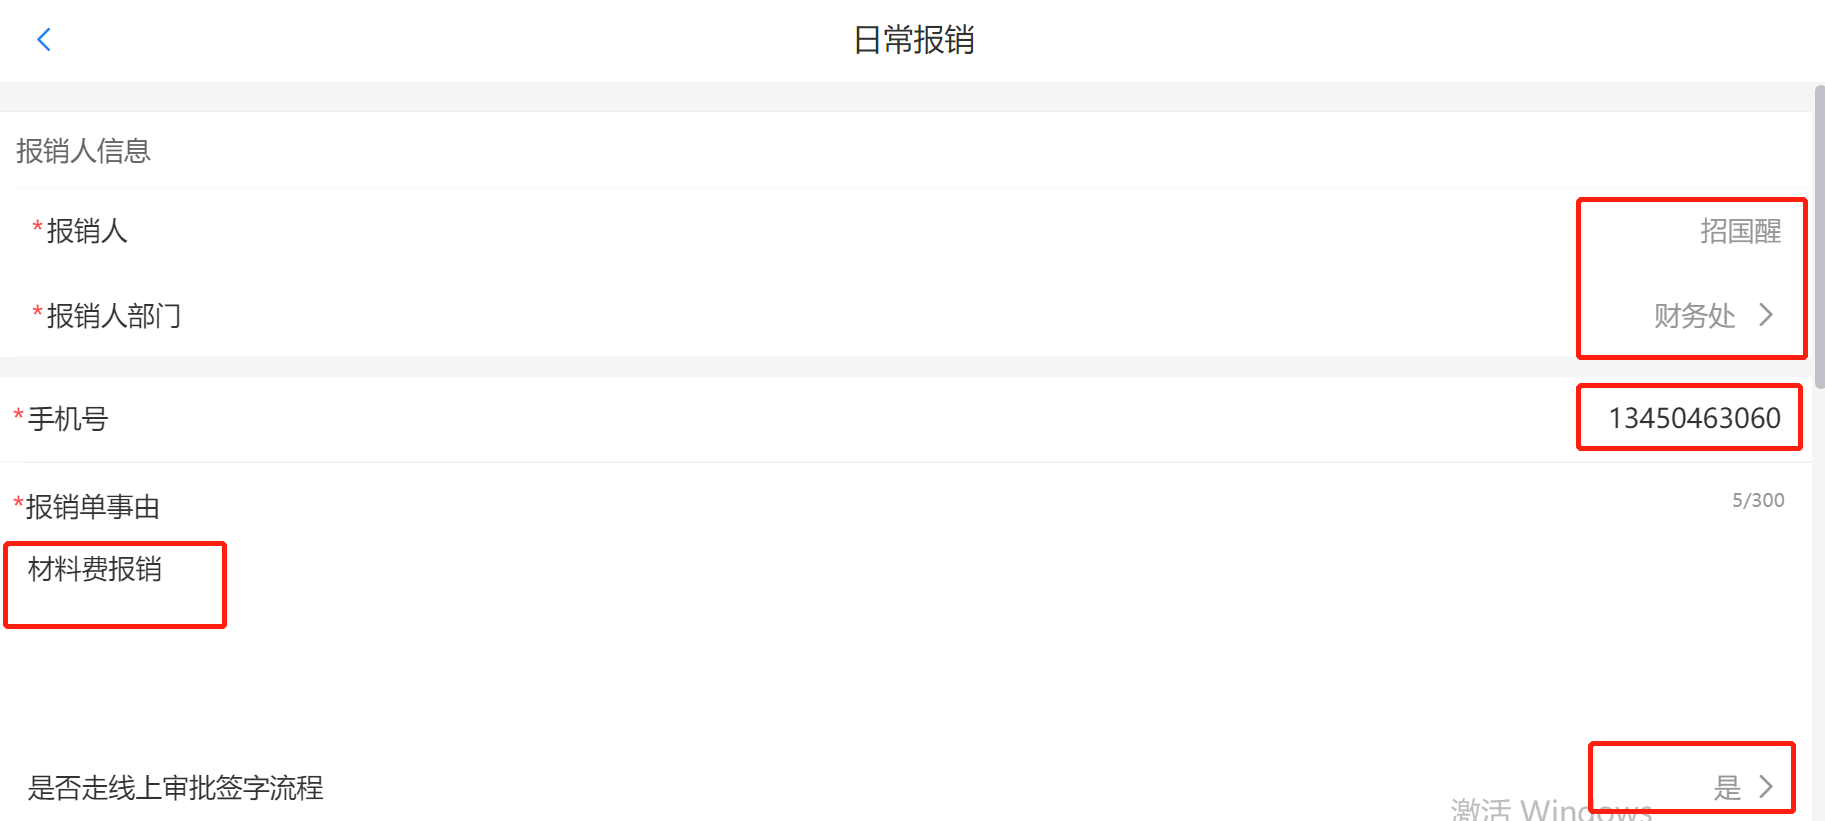 日常报销
报销人信息
*报销人 招国醒
*报销人部门 财务处
*手机号 13450463060
*报销单事由 5/300
材料费报销
是否走线上审批签字流程 是
激活 Windows